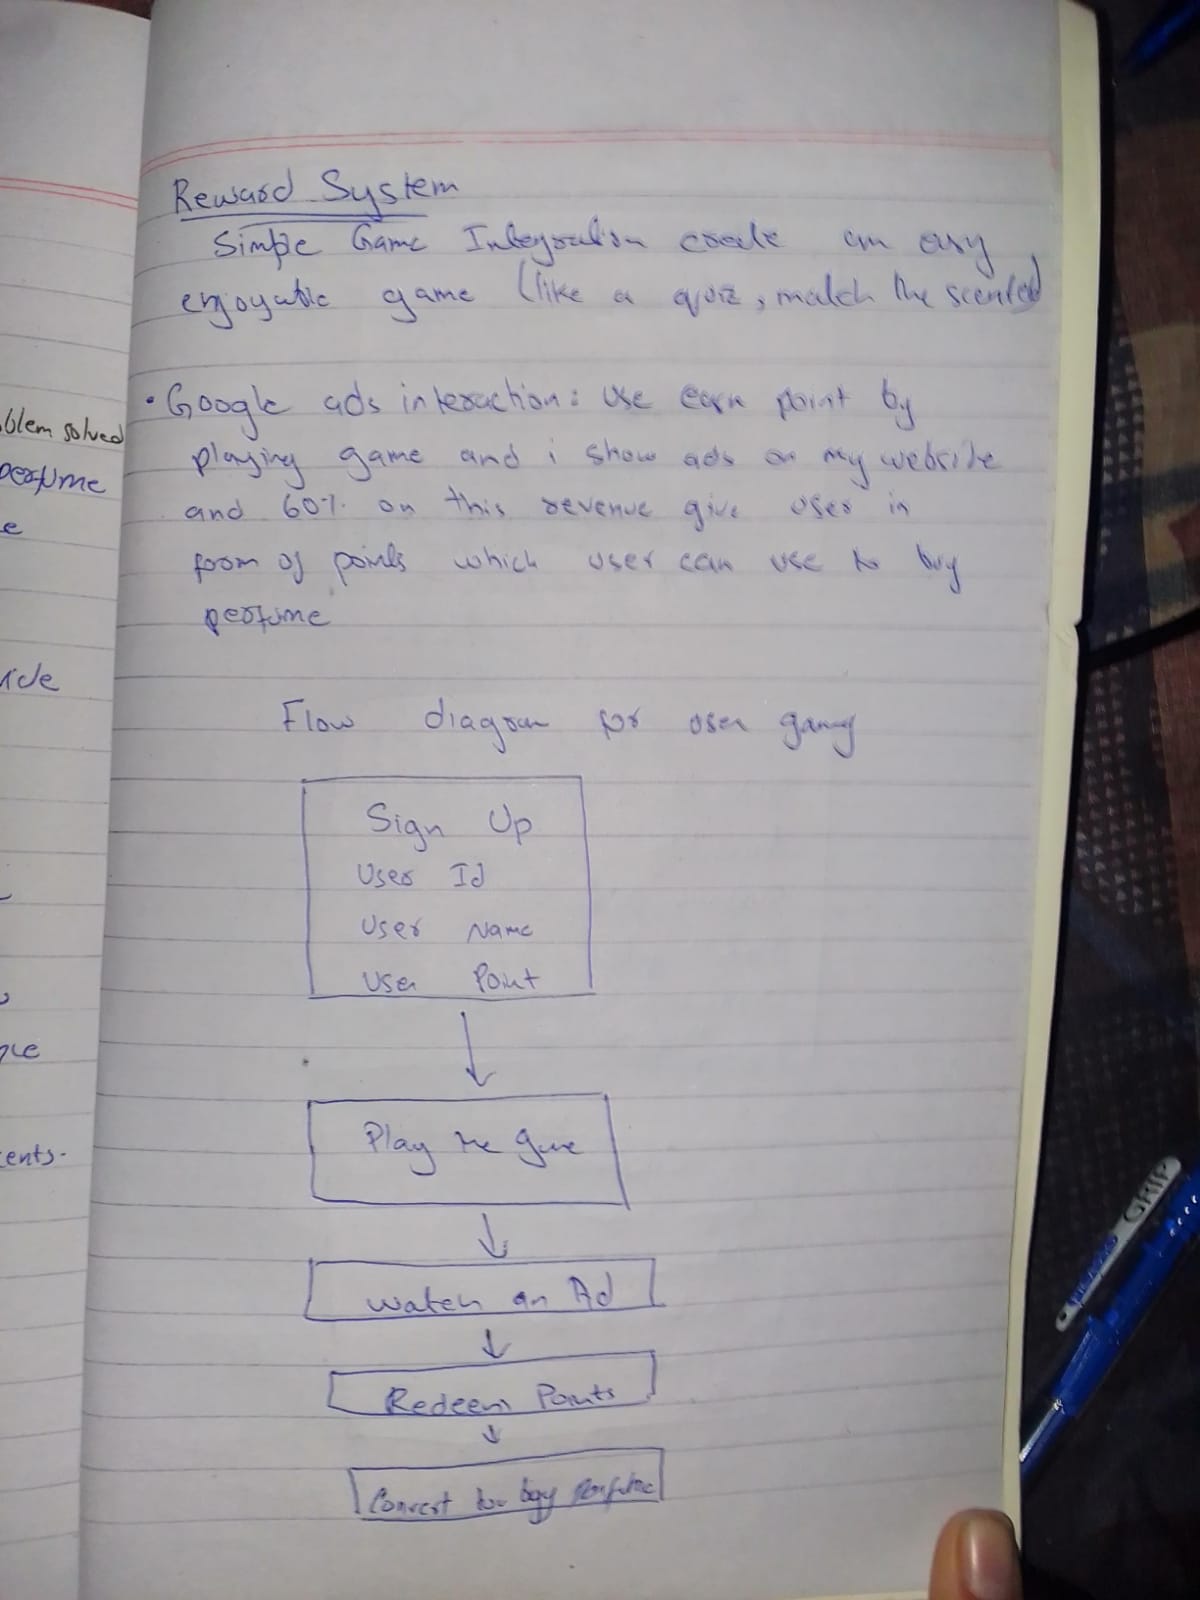 Reward System
Simple Game Integration create an easy
enjoyable game (like a quiz, match the scented
• Google ads interaction: use earn point by
playing game and i show ads on my website
and 60% on this revenue give user in
form of points which user can use to buy
perfume
Flow diagram for user gaming
Sign Up
User Id
User Name
User Point
Play the game
Watch an Ad
Redeem Points
Convert to buy perfume
blem solved
perfume
e
ents.
GRIP